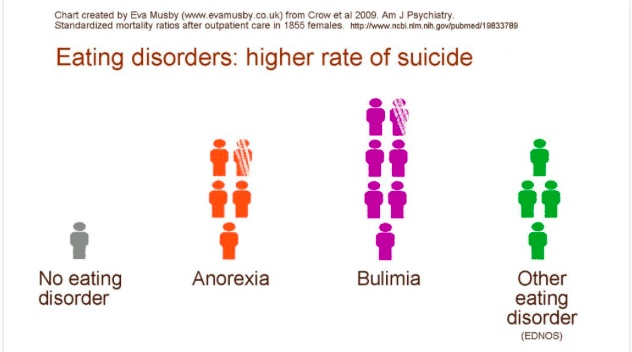 Chart created by Eva Musby (www.evamusby.co.uk) from Crow et al 2009. Am J Psychiatry.
Standardized mortality ratios after outpatient care in 1855 females. http://www.ncbi.nlm.nih.gov/pubmed/19833789
Eating disorders: higher rate of suicide
No eating
disorder
Anorexia
Bulimia
Other
eating
disorder
(EDNOS)